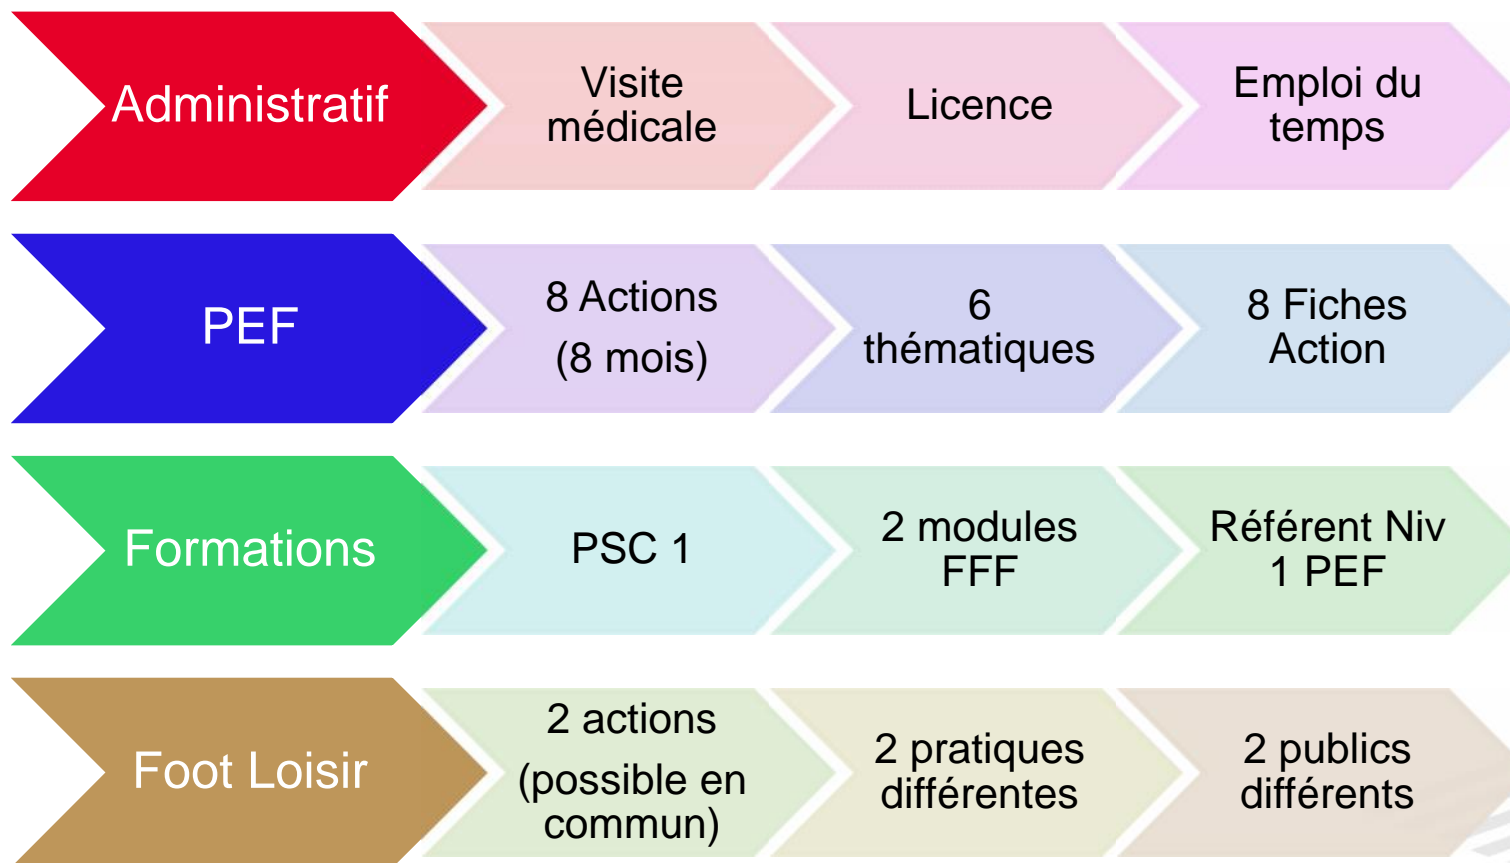 Administratif
Visite
médicale
Licence
Emploi du
temps
PEF
8 Actions
(8 mois)
6
thématiques
8 Fiches
Action
Formations
PSC 1
2 modules
FFF
Référent Niv
1 PEF
Foot Loisir
2 actions
(possible en
commun)
2 pratiques
différentes
2 publics
différents